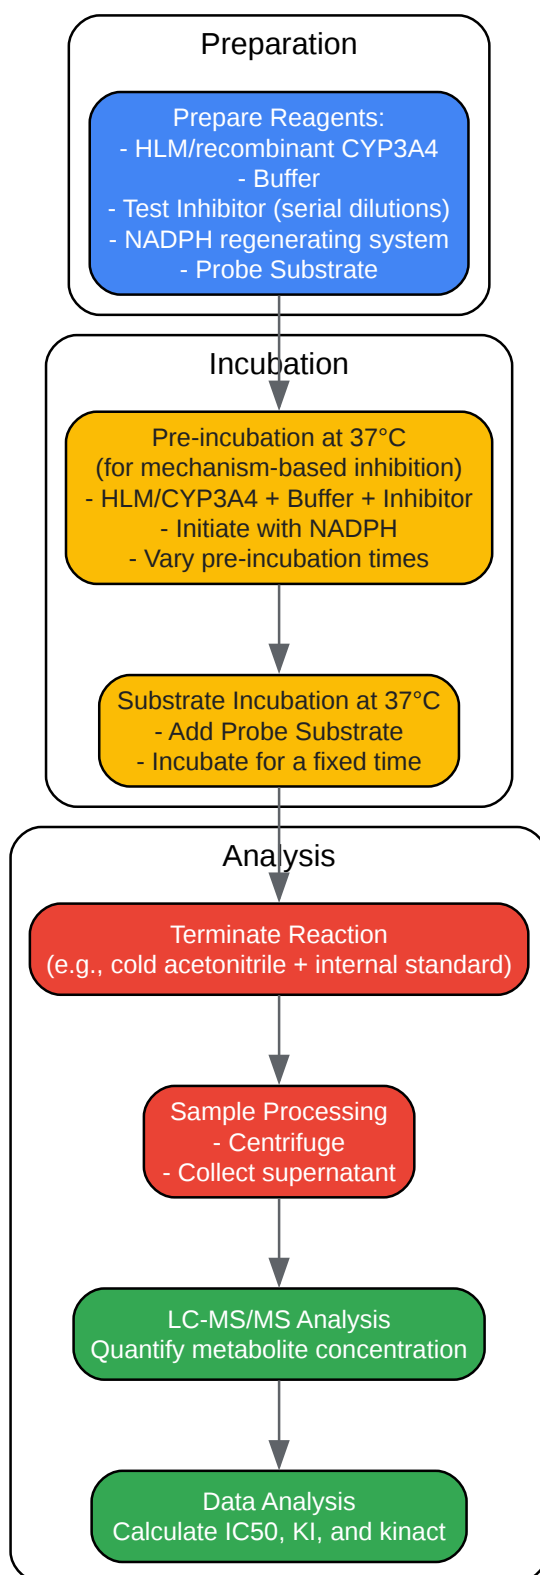 Preparation
Prepare Reagents:
- HLM/recombinant CYP3A4
- Buffer
- Test Inhibitor (serial dilutions)
- NADPH regenerating system
- Probe Substrate
Incubation
Pre-incubation at 37°C
(for mechanism-based inhibition)
- HLM/CYP3A4 + Buffer + Inhibitor
- Initiate with NADPH
- Vary pre-incubation times
Substrate Incubation at 37°C
- Add Probe Substrate
- Incubate for a fixed time
Analysis
Terminate Reaction
(e.g., cold acetonitrile + internal standard)
Sample Processing
- Centrifuge
- Collect supernatant
LC-MS/MS Analysis
Quantify metabolite concentration
Data Analysis
Calculate IC50, KI, and kinact